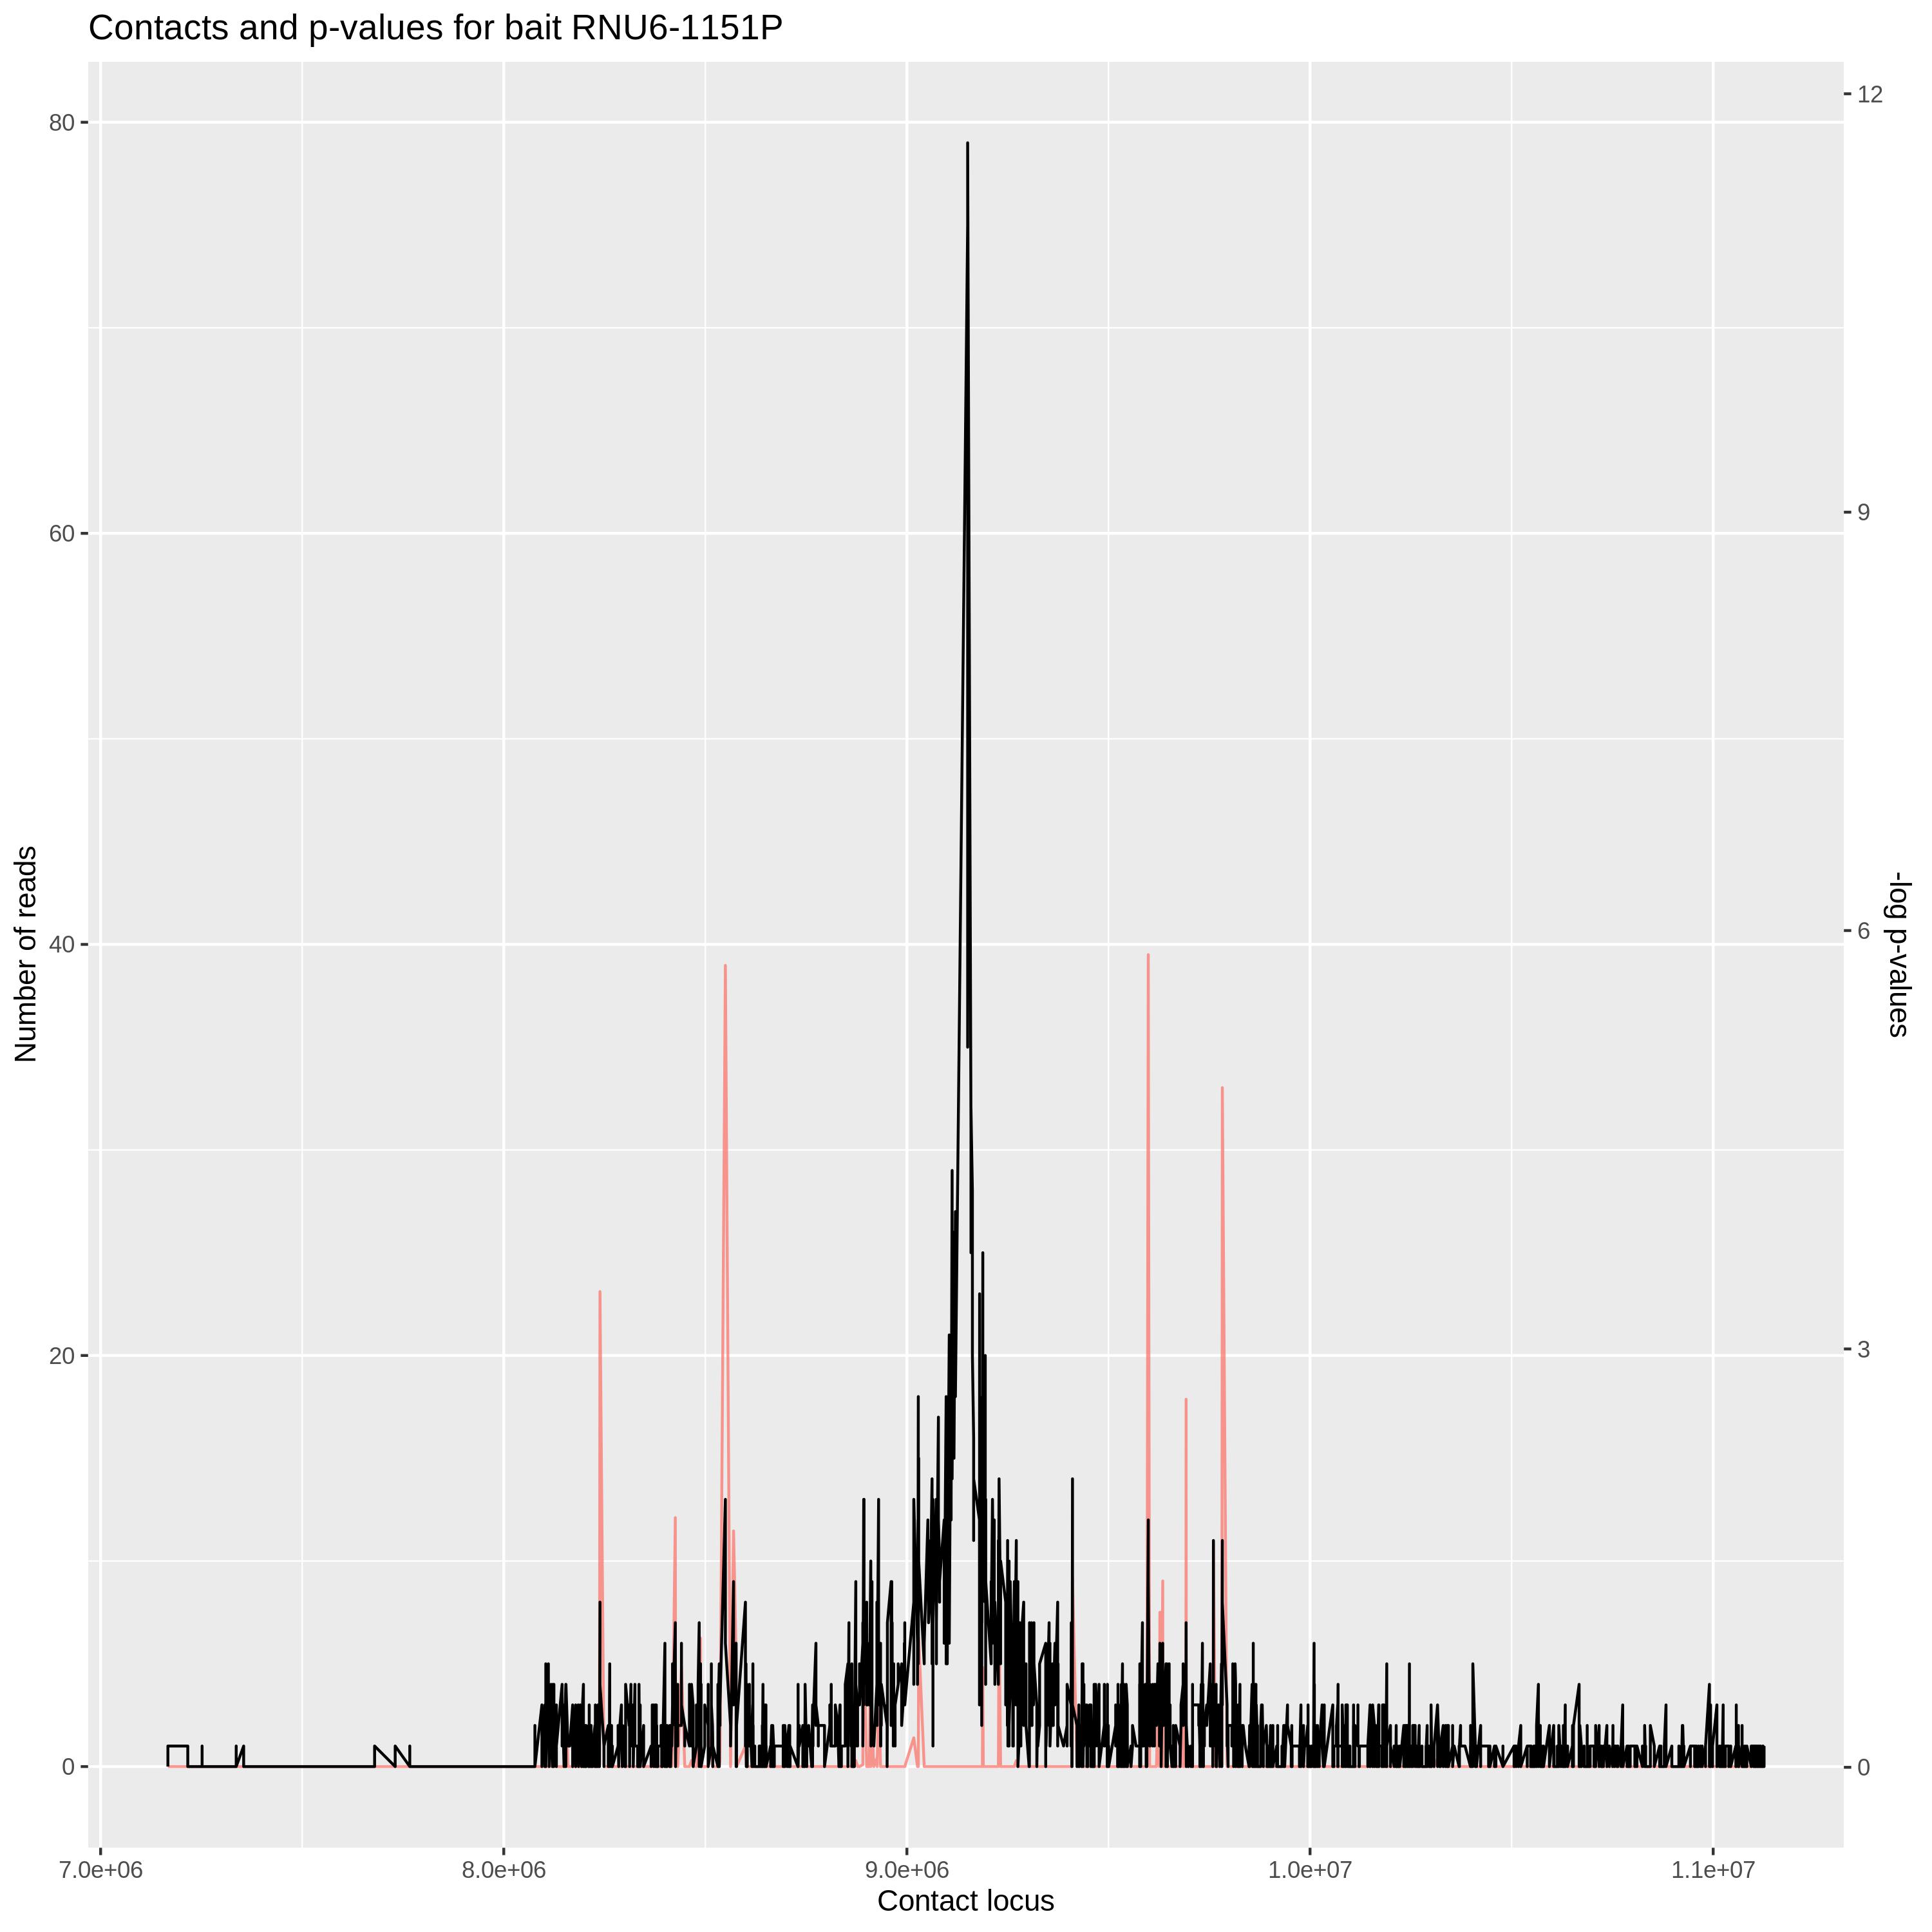 Contacts and p-values for bait RNU6-1151P
80
60
40
20
0
12
9
6
3
0
Number of reads
-log p-values
7.0e+06
8.0e+06
9.0e+06
1.0e+07
1.1e+07
Contact locus